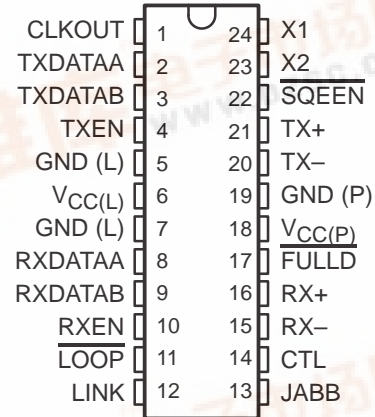 CLKOUT 1 24 X1
TXDATAA 2 23 X2
TXDATAB 3 22 SQEEN
TXEN 4 21 TX+
GND (L) 5 20 TX–
VCC(L) 6 19 GND (P)
GND (L) 7 18 VCC(P)
RXDATAA 8 17 FULLD
RXDATAB 9 16 RX+
RXEN 10 15 RX–
LOOP 11 14 CTL
LINK 12 13 JABB